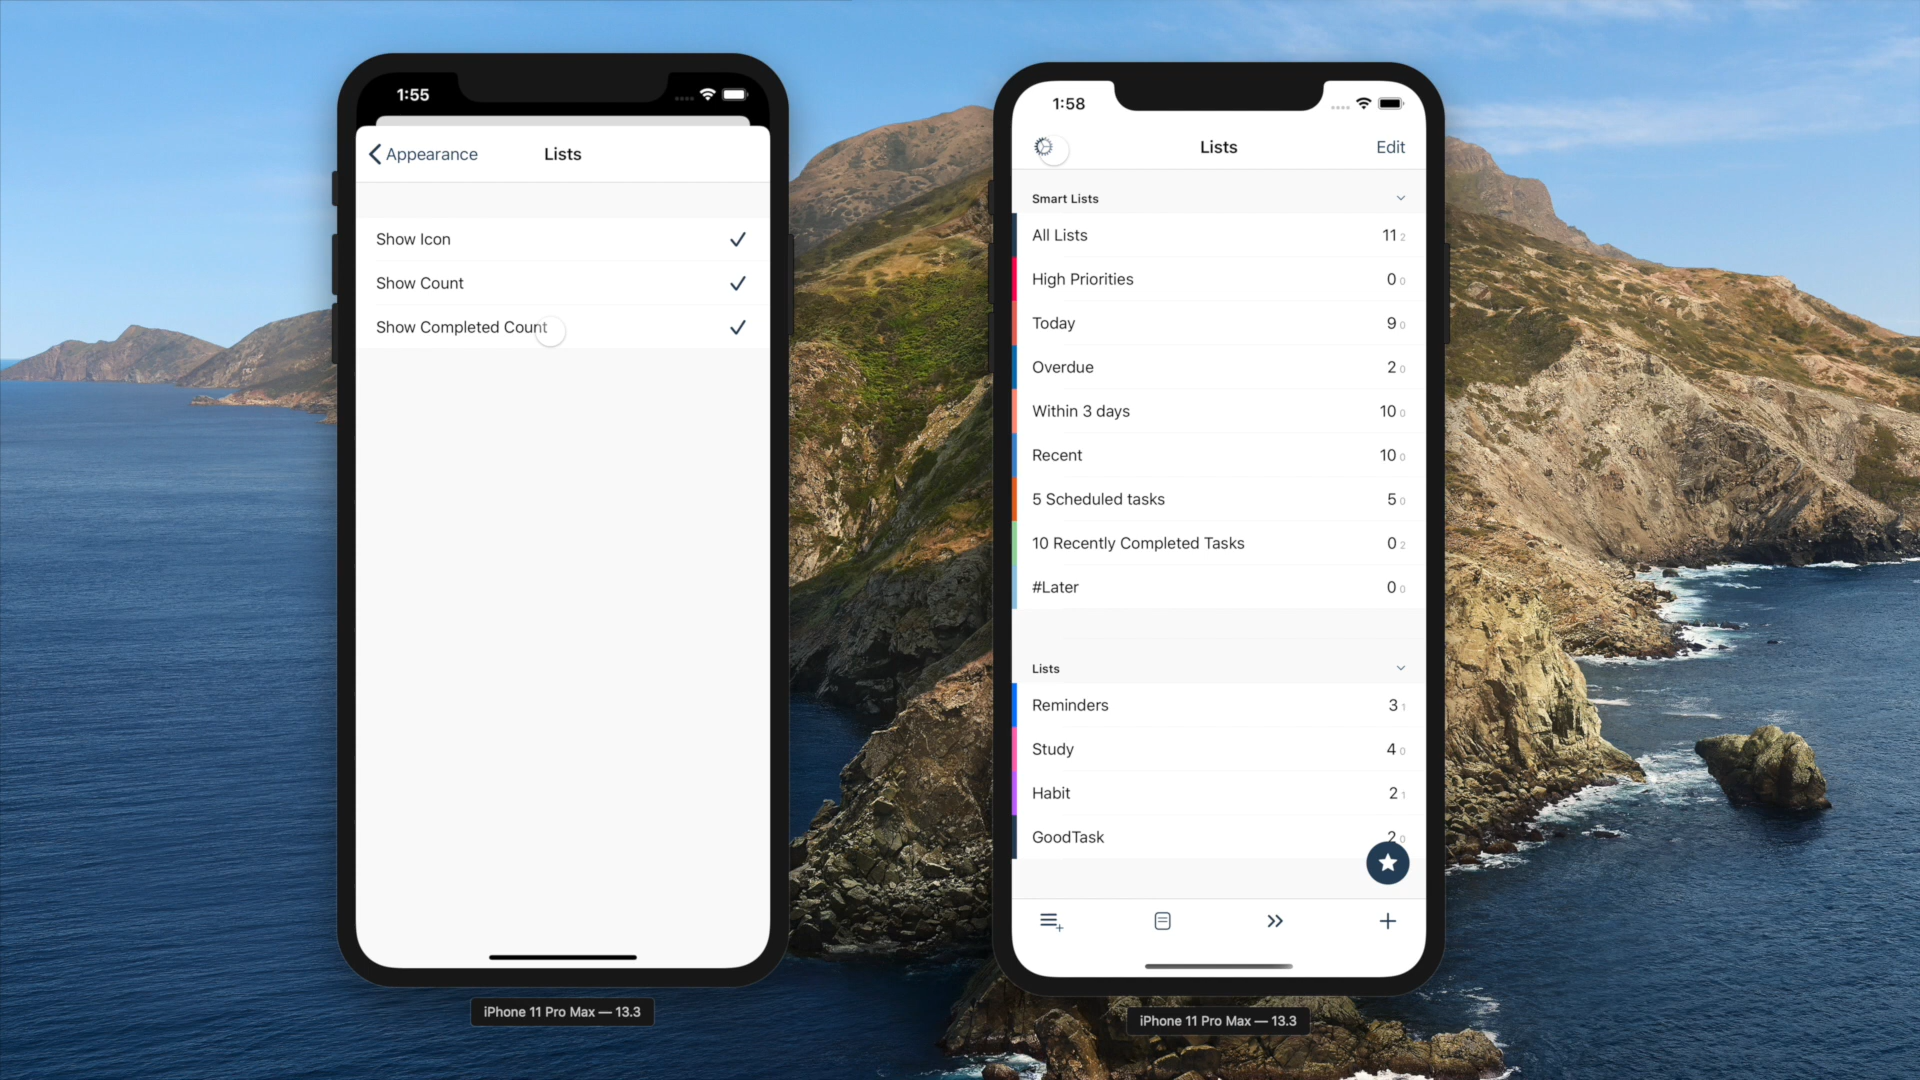 1:55
Appearance
Lists
Show Icon
Show Count
Show Completed Count
iPhone 11 Pro Max — 13.3
1:58
Lists
Edit
Smart Lists
All Lists 11 2
High Priorities 0 0
Today 9 0
Overdue 2 0
Within 3 days 10 0
Recent 10 0
5 Scheduled tasks 5 0
10 Recently Completed Tasks 0 2
#Later 0 0
Lists
Reminders 3 1
Study 4 0
Habit 2 1
GoodTask 2 0
iPhone 11 Pro Max — 13.3